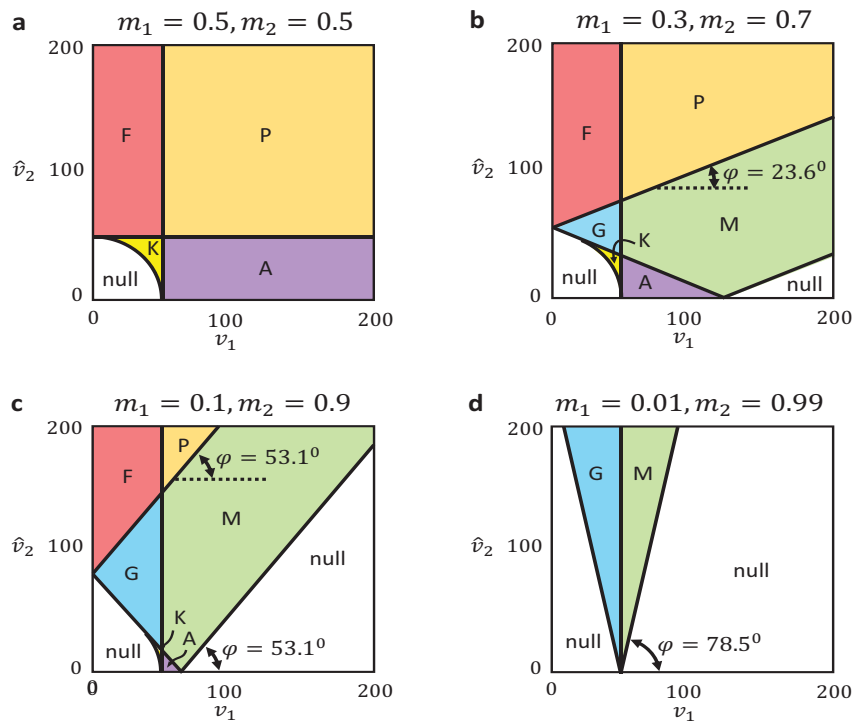 a
m₁ = 0.5, m₂ = 0.5
200
100
0
v̂₂
F
P
K
null
A
0
100
200
v₁
b
m₁ = 0.3, m₂ = 0.7
200
100
0
v̂₂
F
P
φ = 23.6⁰
G
K
M
null
A
null
0
100
200
v₁
c
m₁ = 0.1, m₂ = 0.9
200
100
0
v̂₂
F
P
φ = 53.1⁰
M
G
null
K
A
null
φ = 53.1⁰
0
0
100
200
v₁
d
m₁ = 0.01, m₂ = 0.99
200
100
0
v̂₂
G
M
null
null
φ = 78.5⁰
0
100
200
v₁